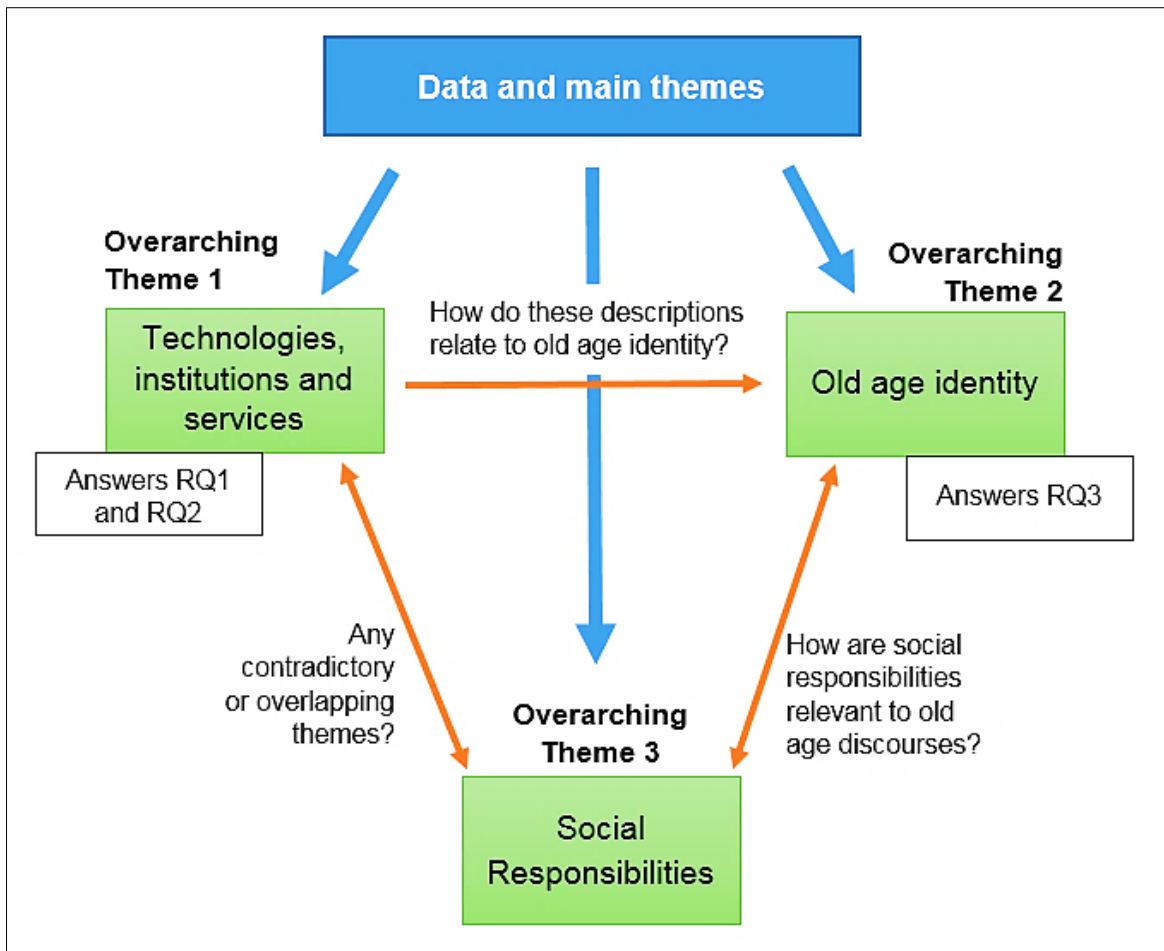 Data and main themes
Overarching
Theme 1
Overarching
Theme 2
Technologies,
institutions and
services
How do these descriptions
relate to old age identity?
Old age identity
Answers RQ1
and RQ2
Answers RQ3
Any
contradictory
or overlapping
themes?
How are social
responsibilities
relevant to old
age discourses?
Overarching
Theme 3
Social
Responsibilities